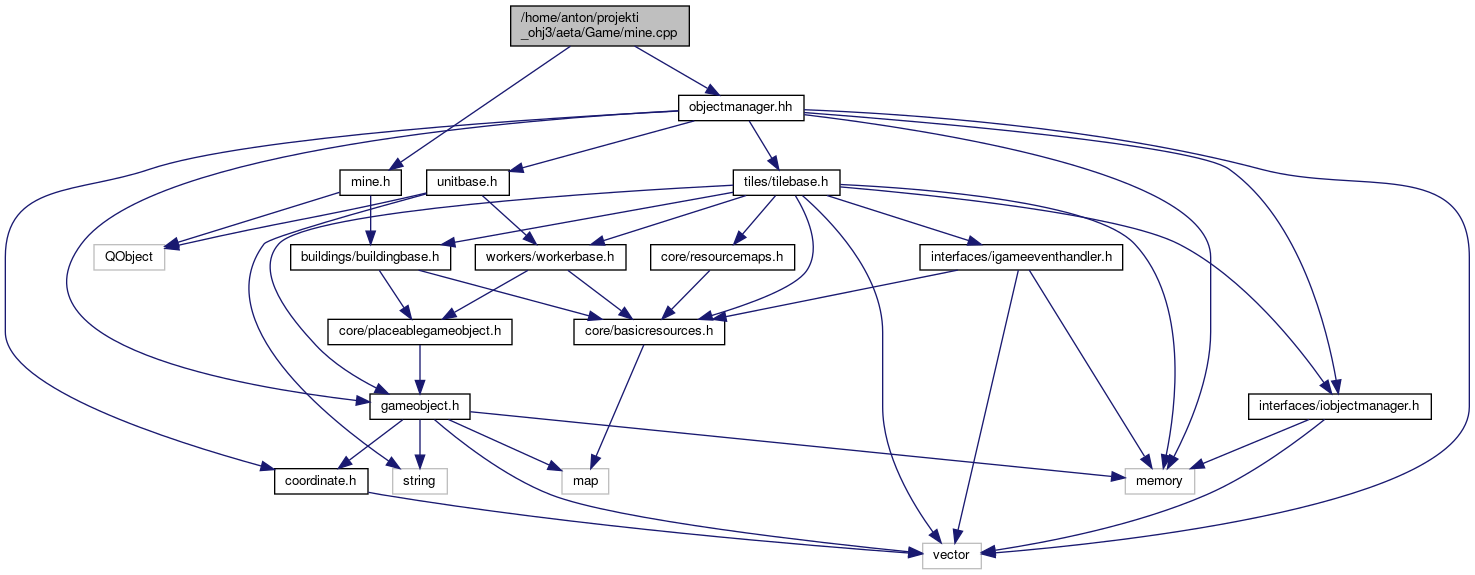 /home/anton/projekti
_ohj3/aeta/Game/mine.cpp
objectmanager.hh
mine.h
unitbase.h
tiles/tilebase.h
QObject
buildings/buildingbase.h
workers/workerbase.h
core/resourcemaps.h
interfaces/igameeventhandler.h
core/placeablegameobject.h
core/basicresources.h
gameobject.h
interfaces/iobjectmanager.h
coordinate.h
string
map
memory
vector